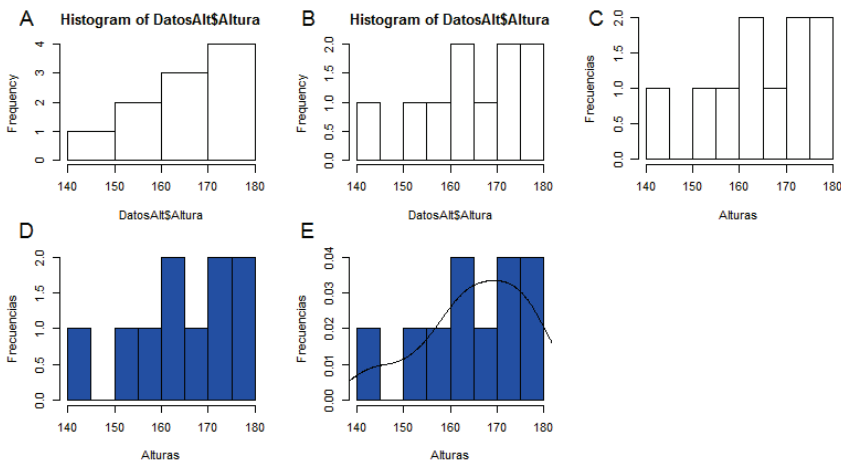 A
Histogram of DatosAlt$Altura
Frequency
0
1
2
3
4
140
150
160
170
180
DatosAlt$Altura
B
Histogram of DatosAlt$Altura
Frequency
0.0
0.5
1.0
1.5
2.0
140
150
160
170
180
DatosAlt$Altura
C
Frecuencias
0.0
0.5
1.0
1.5
2.0
140
150
160
170
180
Alturas
D
Frecuencias
0.0
0.5
1.0
1.5
2.0
140
150
160
170
180
Alturas
E
Frecuencias
0.00
0.01
0.02
0.03
0.04
140
150
160
170
180
Alturas